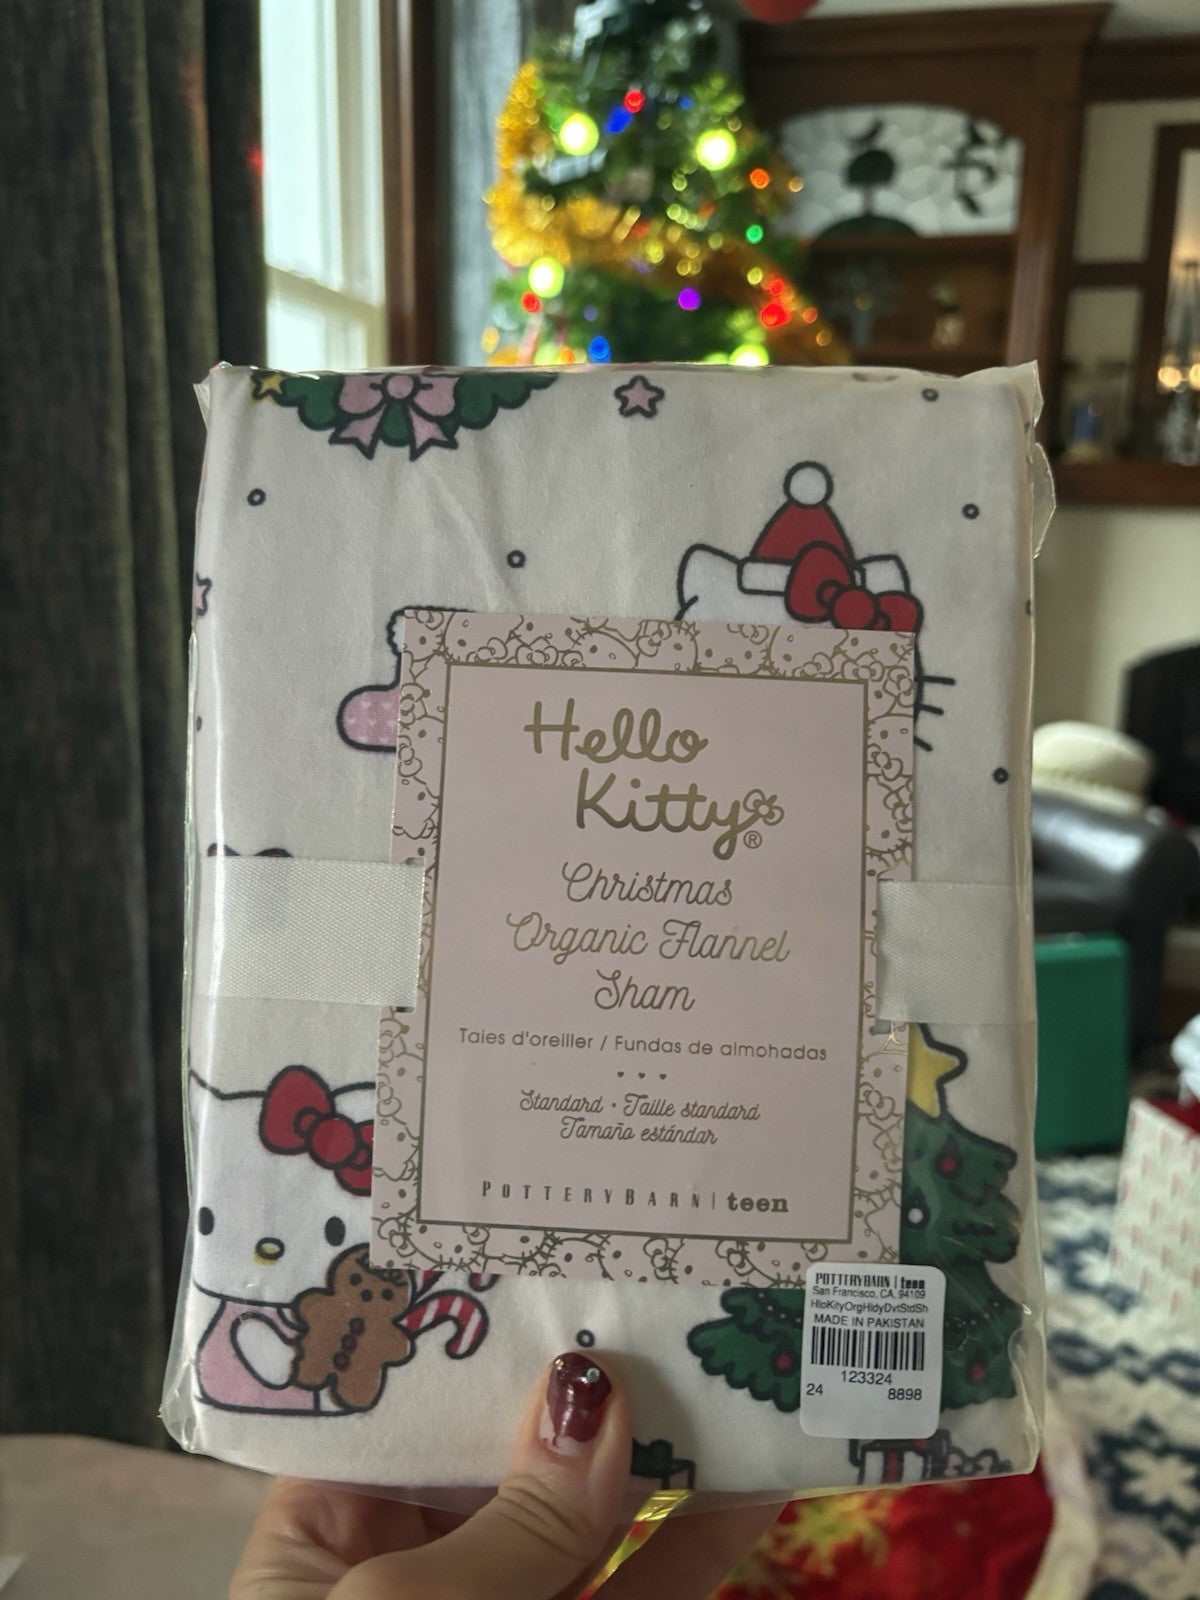 Hello
Kitty®
Christmas
Organic Flannel
Sham
Taies d'oreiller / Fundas de almohadas
Standard • Taille standard
Tamaño estándar
POTTERYBARN | teen
POTTERYBARN | teen
San Francisco, CA, 94109
HloKityOrgHldyDvtStdSh
MADE IN PAKISTAN
123324
24 8898